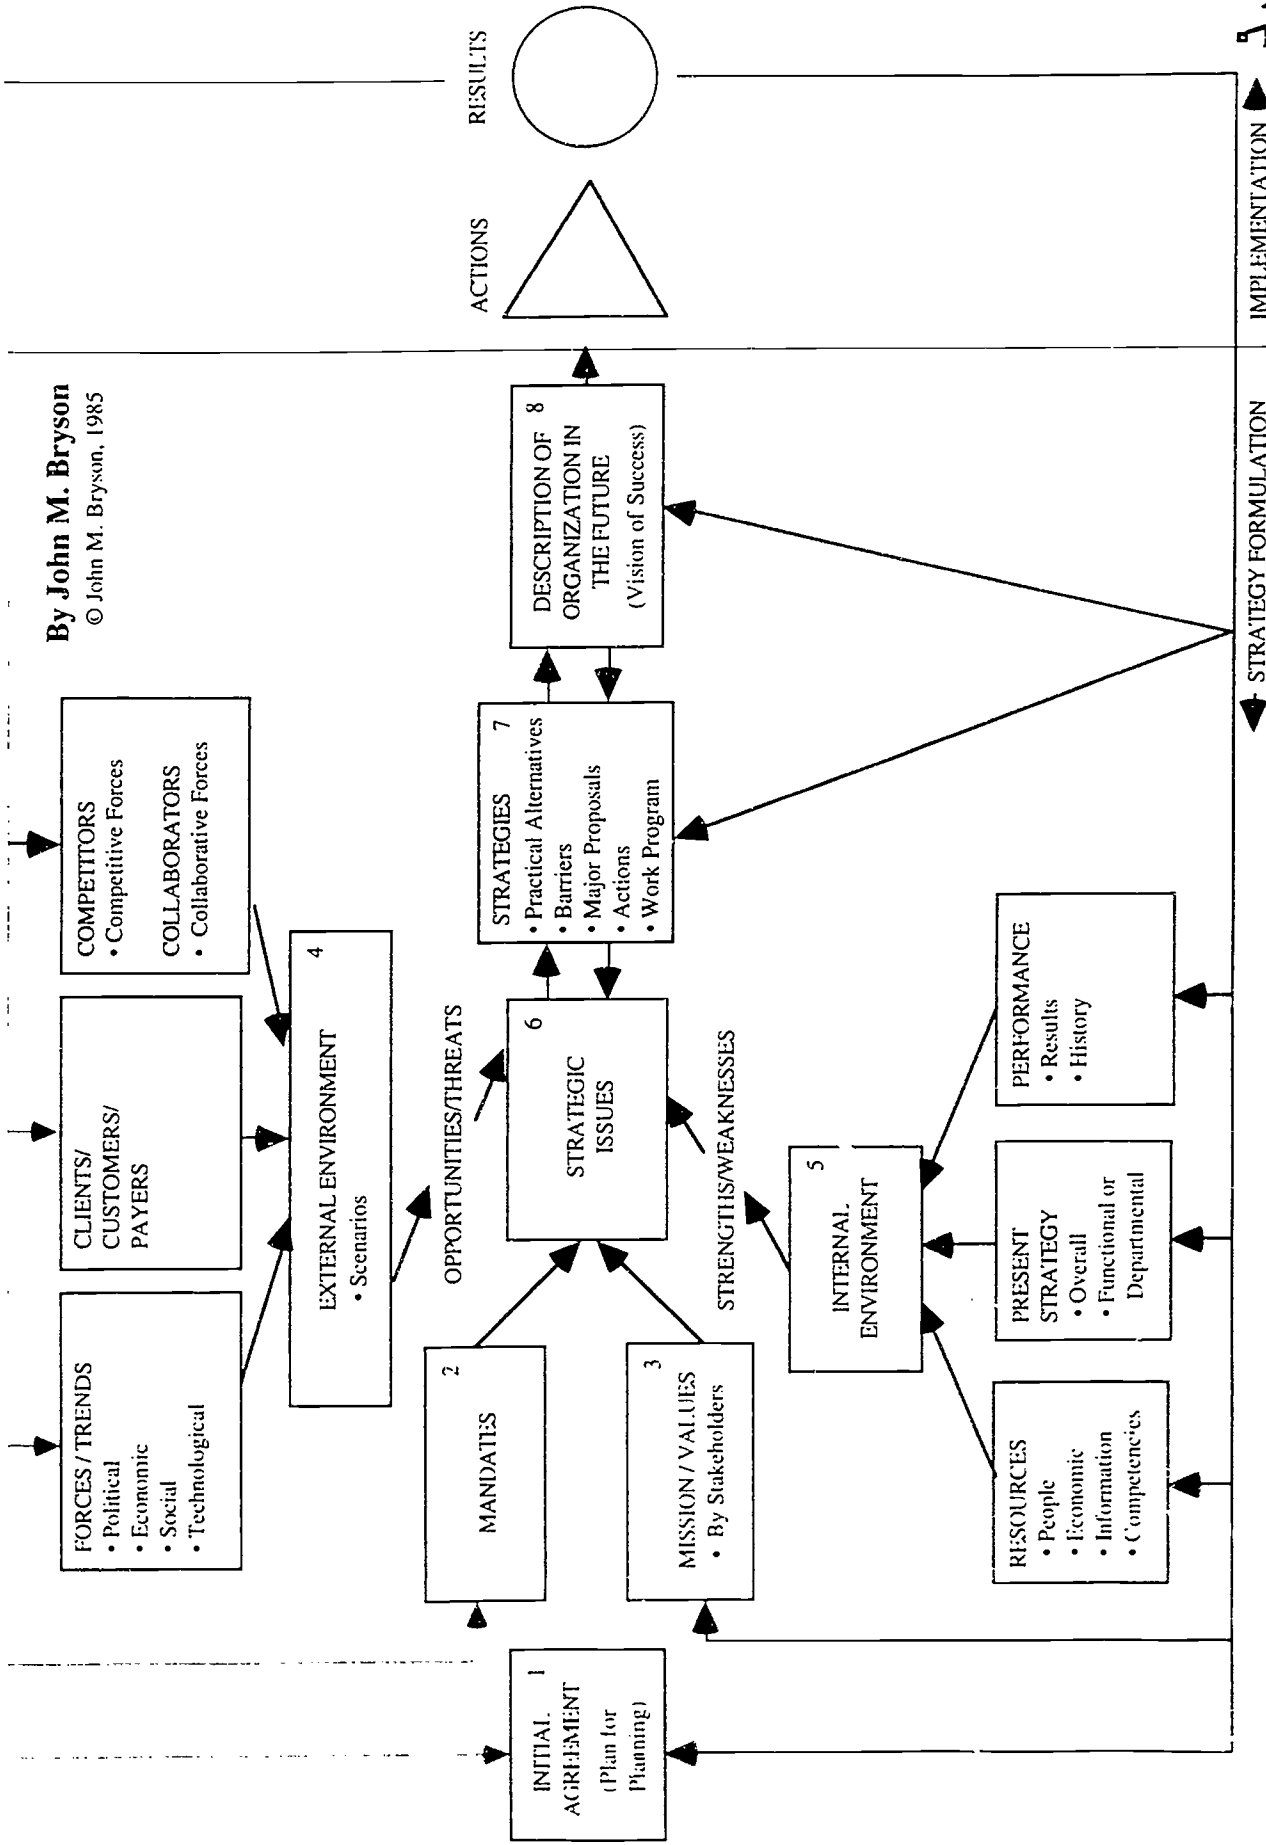 By John M. Bryson
© John M. Bryson, 1985
FORCES / TRENDS
• Political
• Economic
• Social
• Technological
CLIENTS/
CUSTOMERS/
PAYERS
COMPETITORS
• Competitive Forces
COLLABORATORS
• Collaborative Forces
EXTERNAL ENVIRONMENT 4
• Scenarios
OPPORTUNITIES/THREATS
INITIAL 1
AGREEMENT
(Plan for
Planning)
MANDATES 2
MISSION / VALUES 3
• By Stakeholders
STRATEGIC 6
ISSUES
STRATEGIES 7
• Practical Alternatives
• Barriers
• Major Proposals
• Actions
• Work Program
DESCRIPTION OF 8
ORGANIZATION IN
THE FUTURE
(Vision of Success)
ACTIONS
RESULTS
STRENGTHS/WEAKNESSES
INTERNAL 5
ENVIRONMENT
RESOURCES
• People
• Economic
• Information
• Competencies
PRESENT
STRATEGY
• Overall
• Functional or
Departmental
PERFORMANCE
• Results
• History
STRATEGY FORMULATION
IMPLEMENTATION